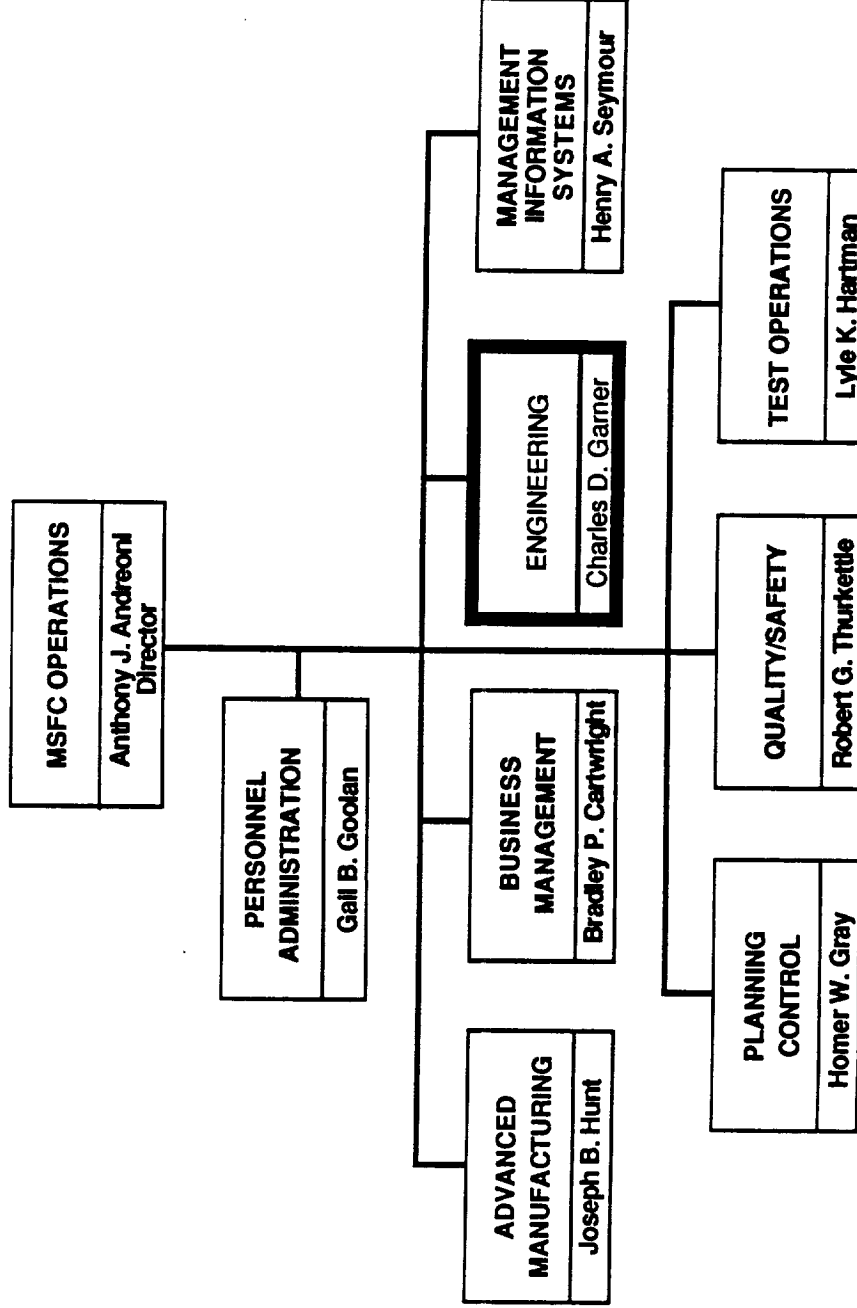 MSFC OPERATIONS
Anthony J. Andreoni
Director
PERSONNEL
ADMINISTRATION
Gail B. Goolan
ADVANCED
MANUFACTURING
Joseph B. Hunt
BUSINESS
MANAGEMENT
Bradley P. Cartwright
ENGINEERING
Charles D. Garner
MANAGEMENT
INFORMATION
SYSTEMS
Henry A. Seymour
PLANNING
CONTROL
Homer W. Gray
QUALITY/SAFETY
Robert G. Thurkettle
TEST OPERATIONS
Lyle K. Hartman